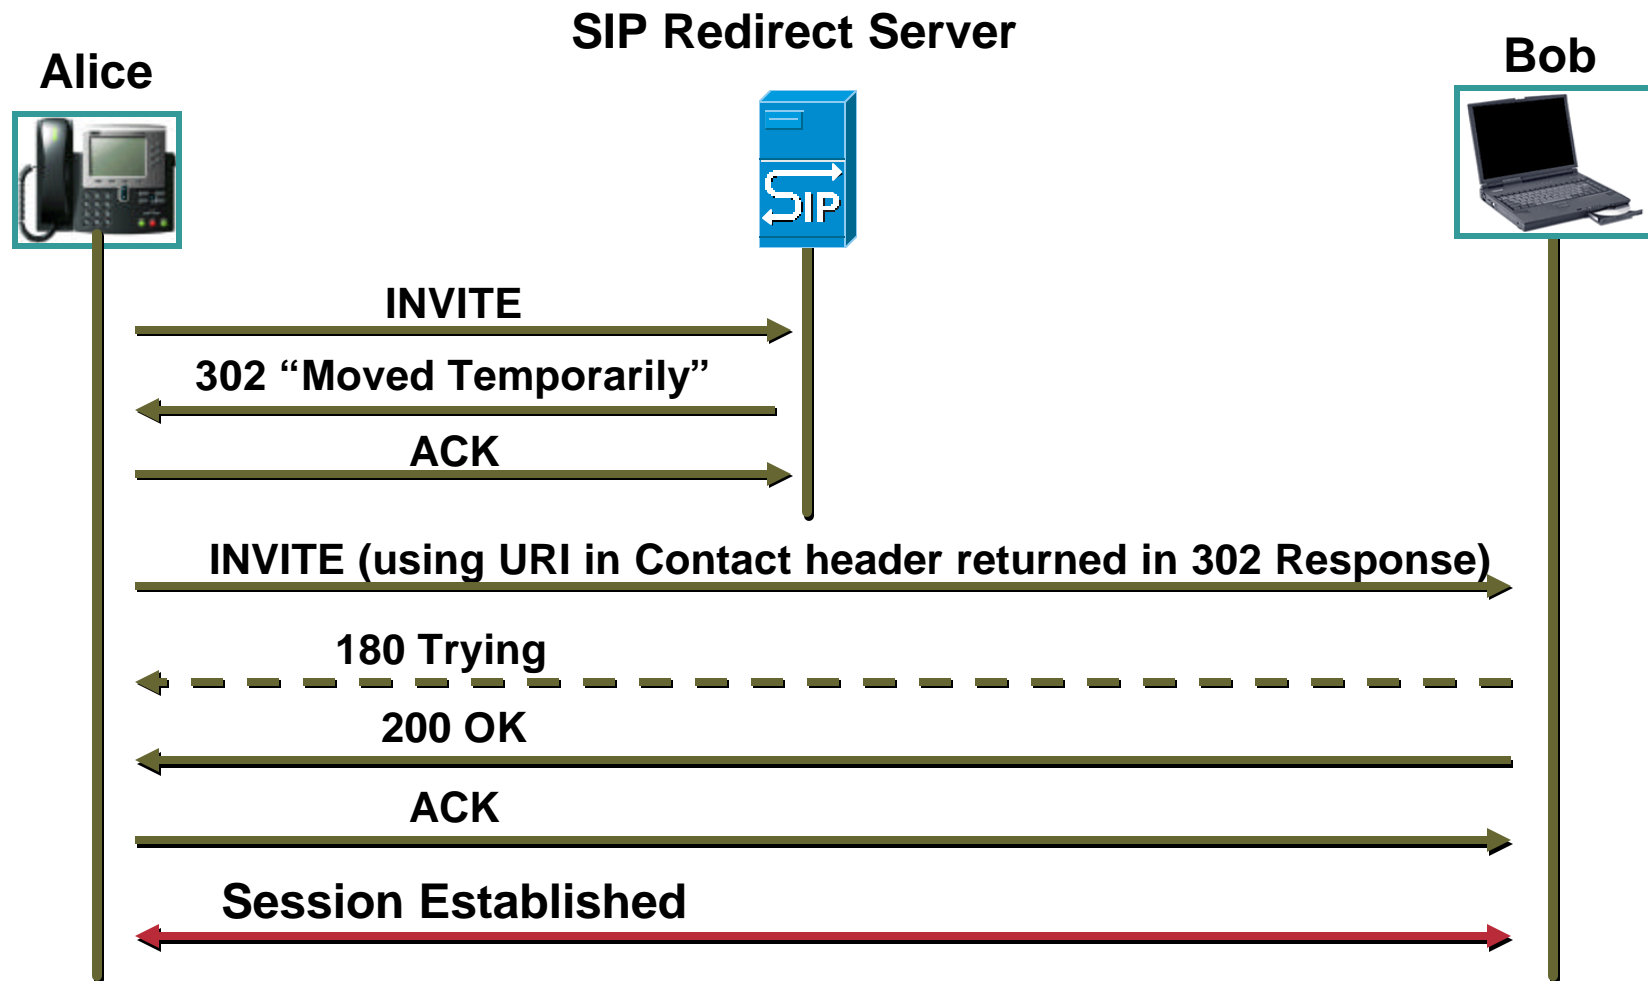 SIP Redirect Server
Alice
Bob
SIP
INVITE
302 “Moved Temporarily”
ACK
INVITE (using URI in Contact header returned in 302 Response)
180 Trying
200 OK
ACK
Session Established